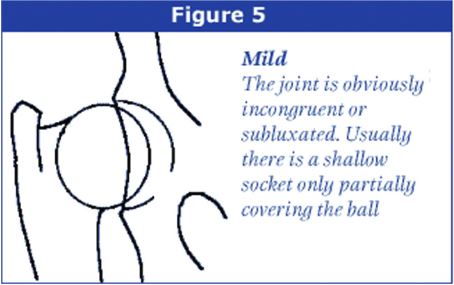 Figure 5
Mild
The joint is obviously
incongruent or
subluxated. Usually
there is a shallow
socket only partially
covering the ball